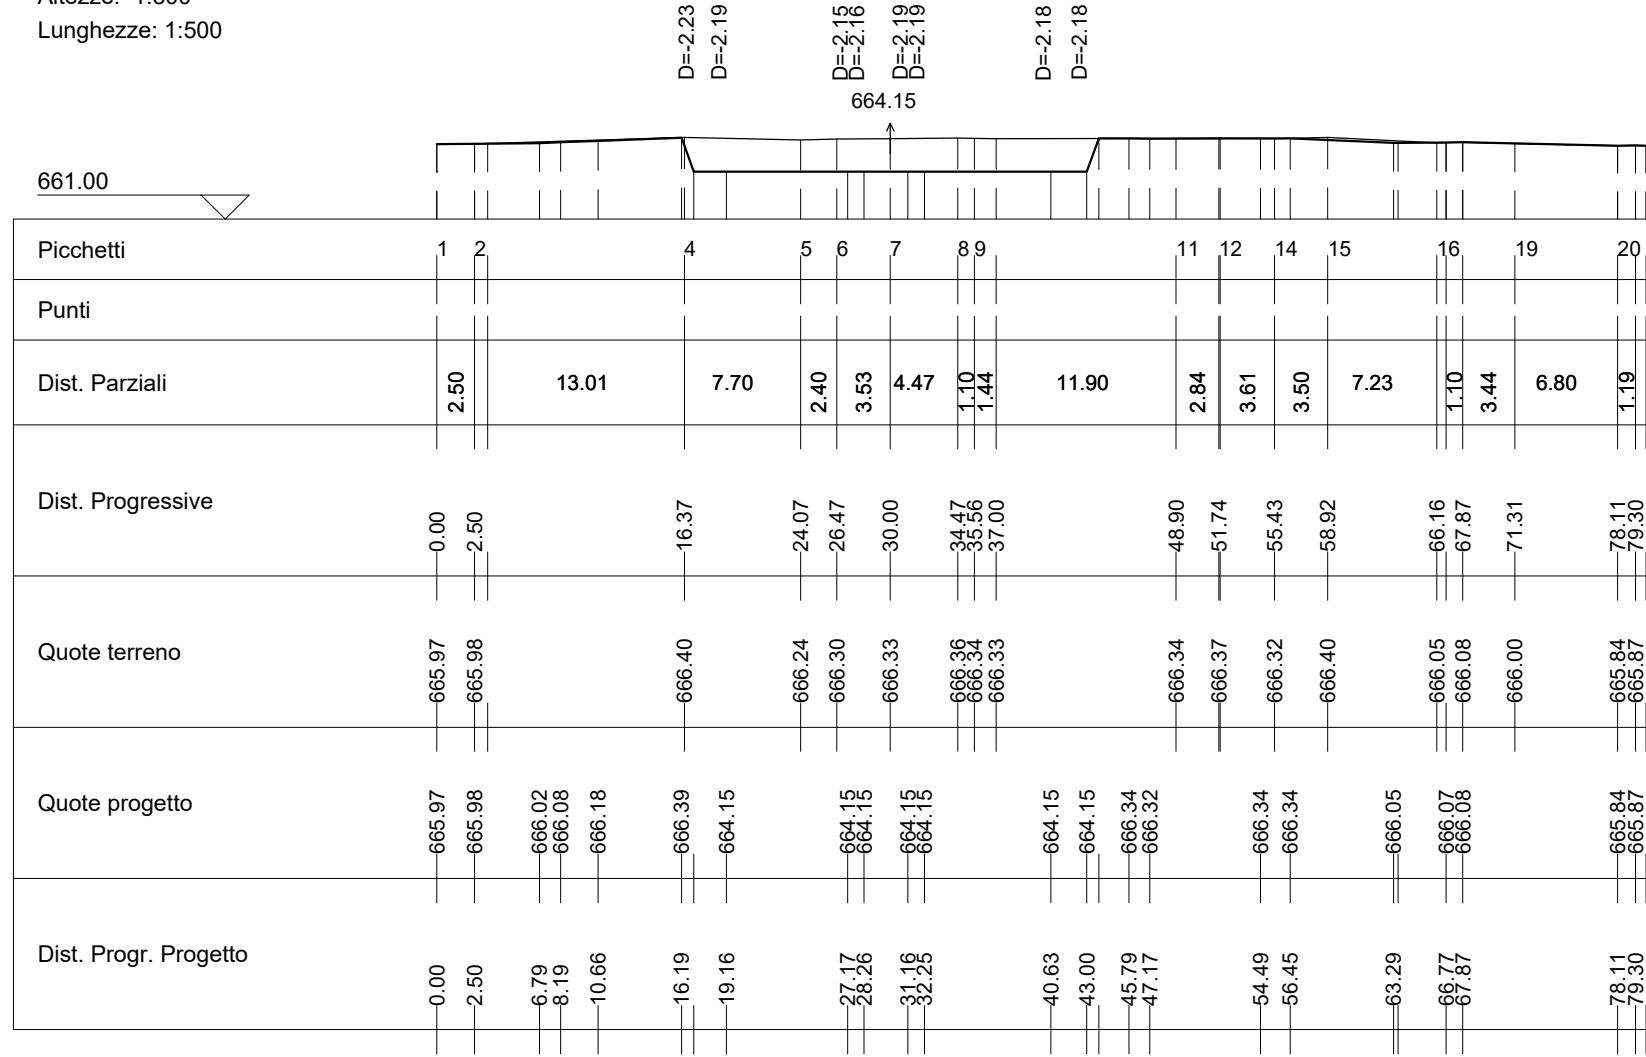 Lunghezze: 1:500
D=-2.23 D=-2.19 D=-2.15 D=-2.16 D=-2.19 D=-2.19 D=-2.18 D=-2.18
664.15
661.00
Picchetti 1 2 4 5 6 7 8 9 11 12 14 15 16 19 20
Punti
Dist. Parziali 2.50 13.01 7.70 2.40 3.53 4.47 1.10 1.44 11.90 2.84 3.61 3.50 7.23 1.10 3.44 6.80 1.19
Dist. Progressive 0.00 2.50 16.37 24.07 26.47 30.00 34.47 35.56 37.00 48.90 51.74 55.43 58.92 66.16 67.87 71.31 78.11 79.30
Quote terreno 665.97 665.98 666.40 666.24 666.30 666.33 666.36 666.34 666.33 666.34 666.37 666.32 666.40 666.05 666.08 666.00 665.84 665.87
Quote progetto 665.97 665.98 666.02 666.08 666.18 666.39 664.15 664.15 664.15 664.15 664.15 664.15 664.15 666.34 666.32 666.34 666.34 666.05 666.07 666.08 665.84 665.87
Dist. Progr. Progetto 0.00 2.50 6.79 8.19 10.66 16.19 19.16 27.17 28.26 31.16 32.25 40.63 43.00 45.79 47.17 54.49 56.45 63.29 66.77 67.87 78.11 79.30